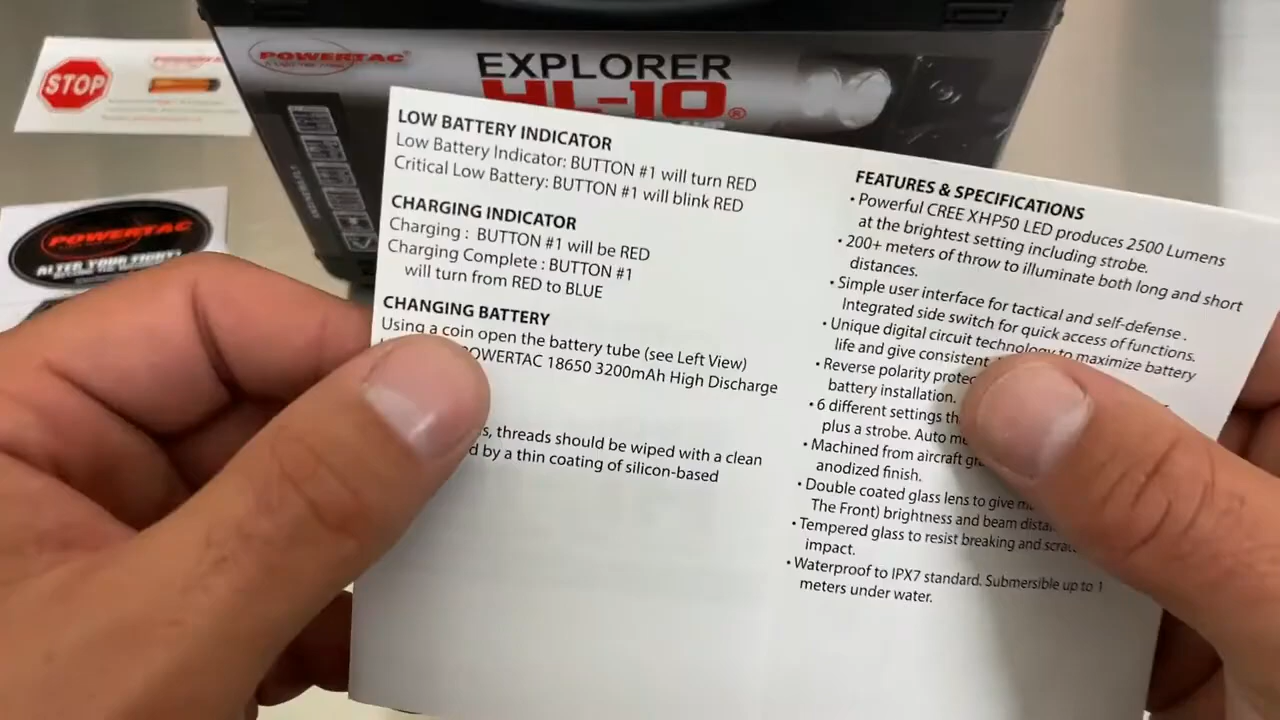 STOP
POWERTAC
POWERTAC®
EXPLORER
HL-10®
LOW BATTERY INDICATOR
Low Battery Indicator: BUTTON #1 will turn RED
Critical Low Battery: BUTTON #1 will blink RED
CHARGING INDICATOR
Charging : BUTTON #1 will be RED
Charging Complete : BUTTON #1
will turn from RED to BLUE
CHANGING BATTERY
Using a coin open the battery tube (see Left View)
POWERTAC 18650 3200mAh High Discharge
threads should be wiped with a clean
by a thin coating of silicon-based
FEATURES & SPECIFICATIONS
• Powerful CREE XHP50 LED produces 2500 Lumens
at the brightest setting including strobe.
• 200+ meters of throw to illuminate both long and short
distances.
• Simple user interface for tactical and self-defense .
Integrated side switch for quick access of functions.
• Unique digital circuit technology to maximize battery
life and give consistent
• Reverse polarity
battery installation.
• 6 different settings
plus a strobe. Auto
• Machined from aircraft
anodized finish.
• Double coated glass lens to give
The Front) brightness and beam
• Tempered glass to resist breaking and
impact.
• Waterproof to IPX7 standard. Submersible up to 1
meters under water.